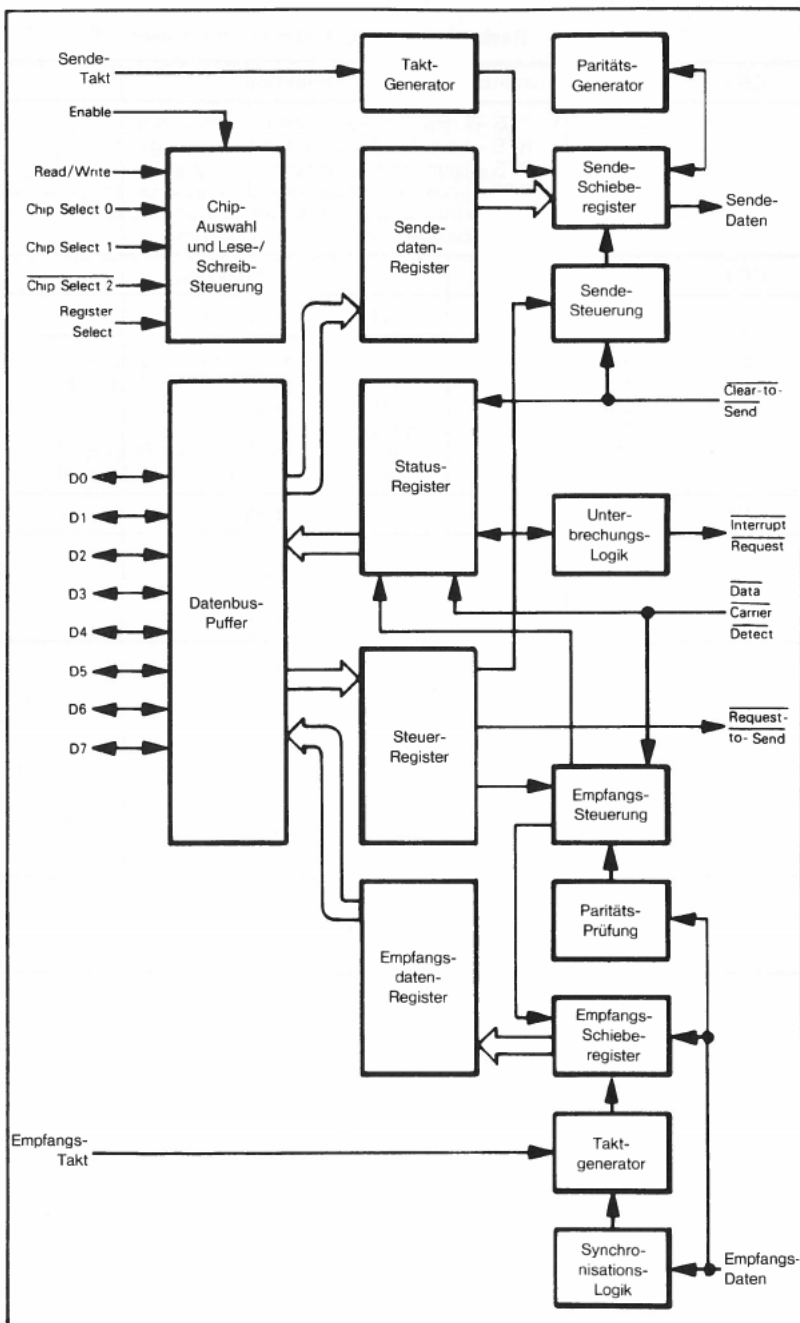 Sende-
Takt
Takt-
Generator
Paritäts-
Generator
Enable
Read/Write
Chip Select 0
Chip Select 1
Chip Select 2
Register
Select
Chip-
Auswahl
und Lese-/
Schreib-
Steuerung
Sende-
daten-
Register
Sende-
Schiebe-
register
Sende-
Daten
Sende-
Steuerung
Clear-to-
Send
D0
D1
D2
D3
D4
D5
D6
D7
Datenbus-
Puffer
Status-
Register
Unter-
brechungs-
Logik
Interrupt
Request
Data
Carrier
Detect
Steuer-
Register
Request-
to-Send
Empfangs-
Steuerung
Paritäts-
Prüfung
Empfangs-
daten-
Register
Empfangs-
Schiebe-
register
Empfangs-
Takt
Takt-
generator
Synchro-
nisations-
Logik
Empfangs-
Daten